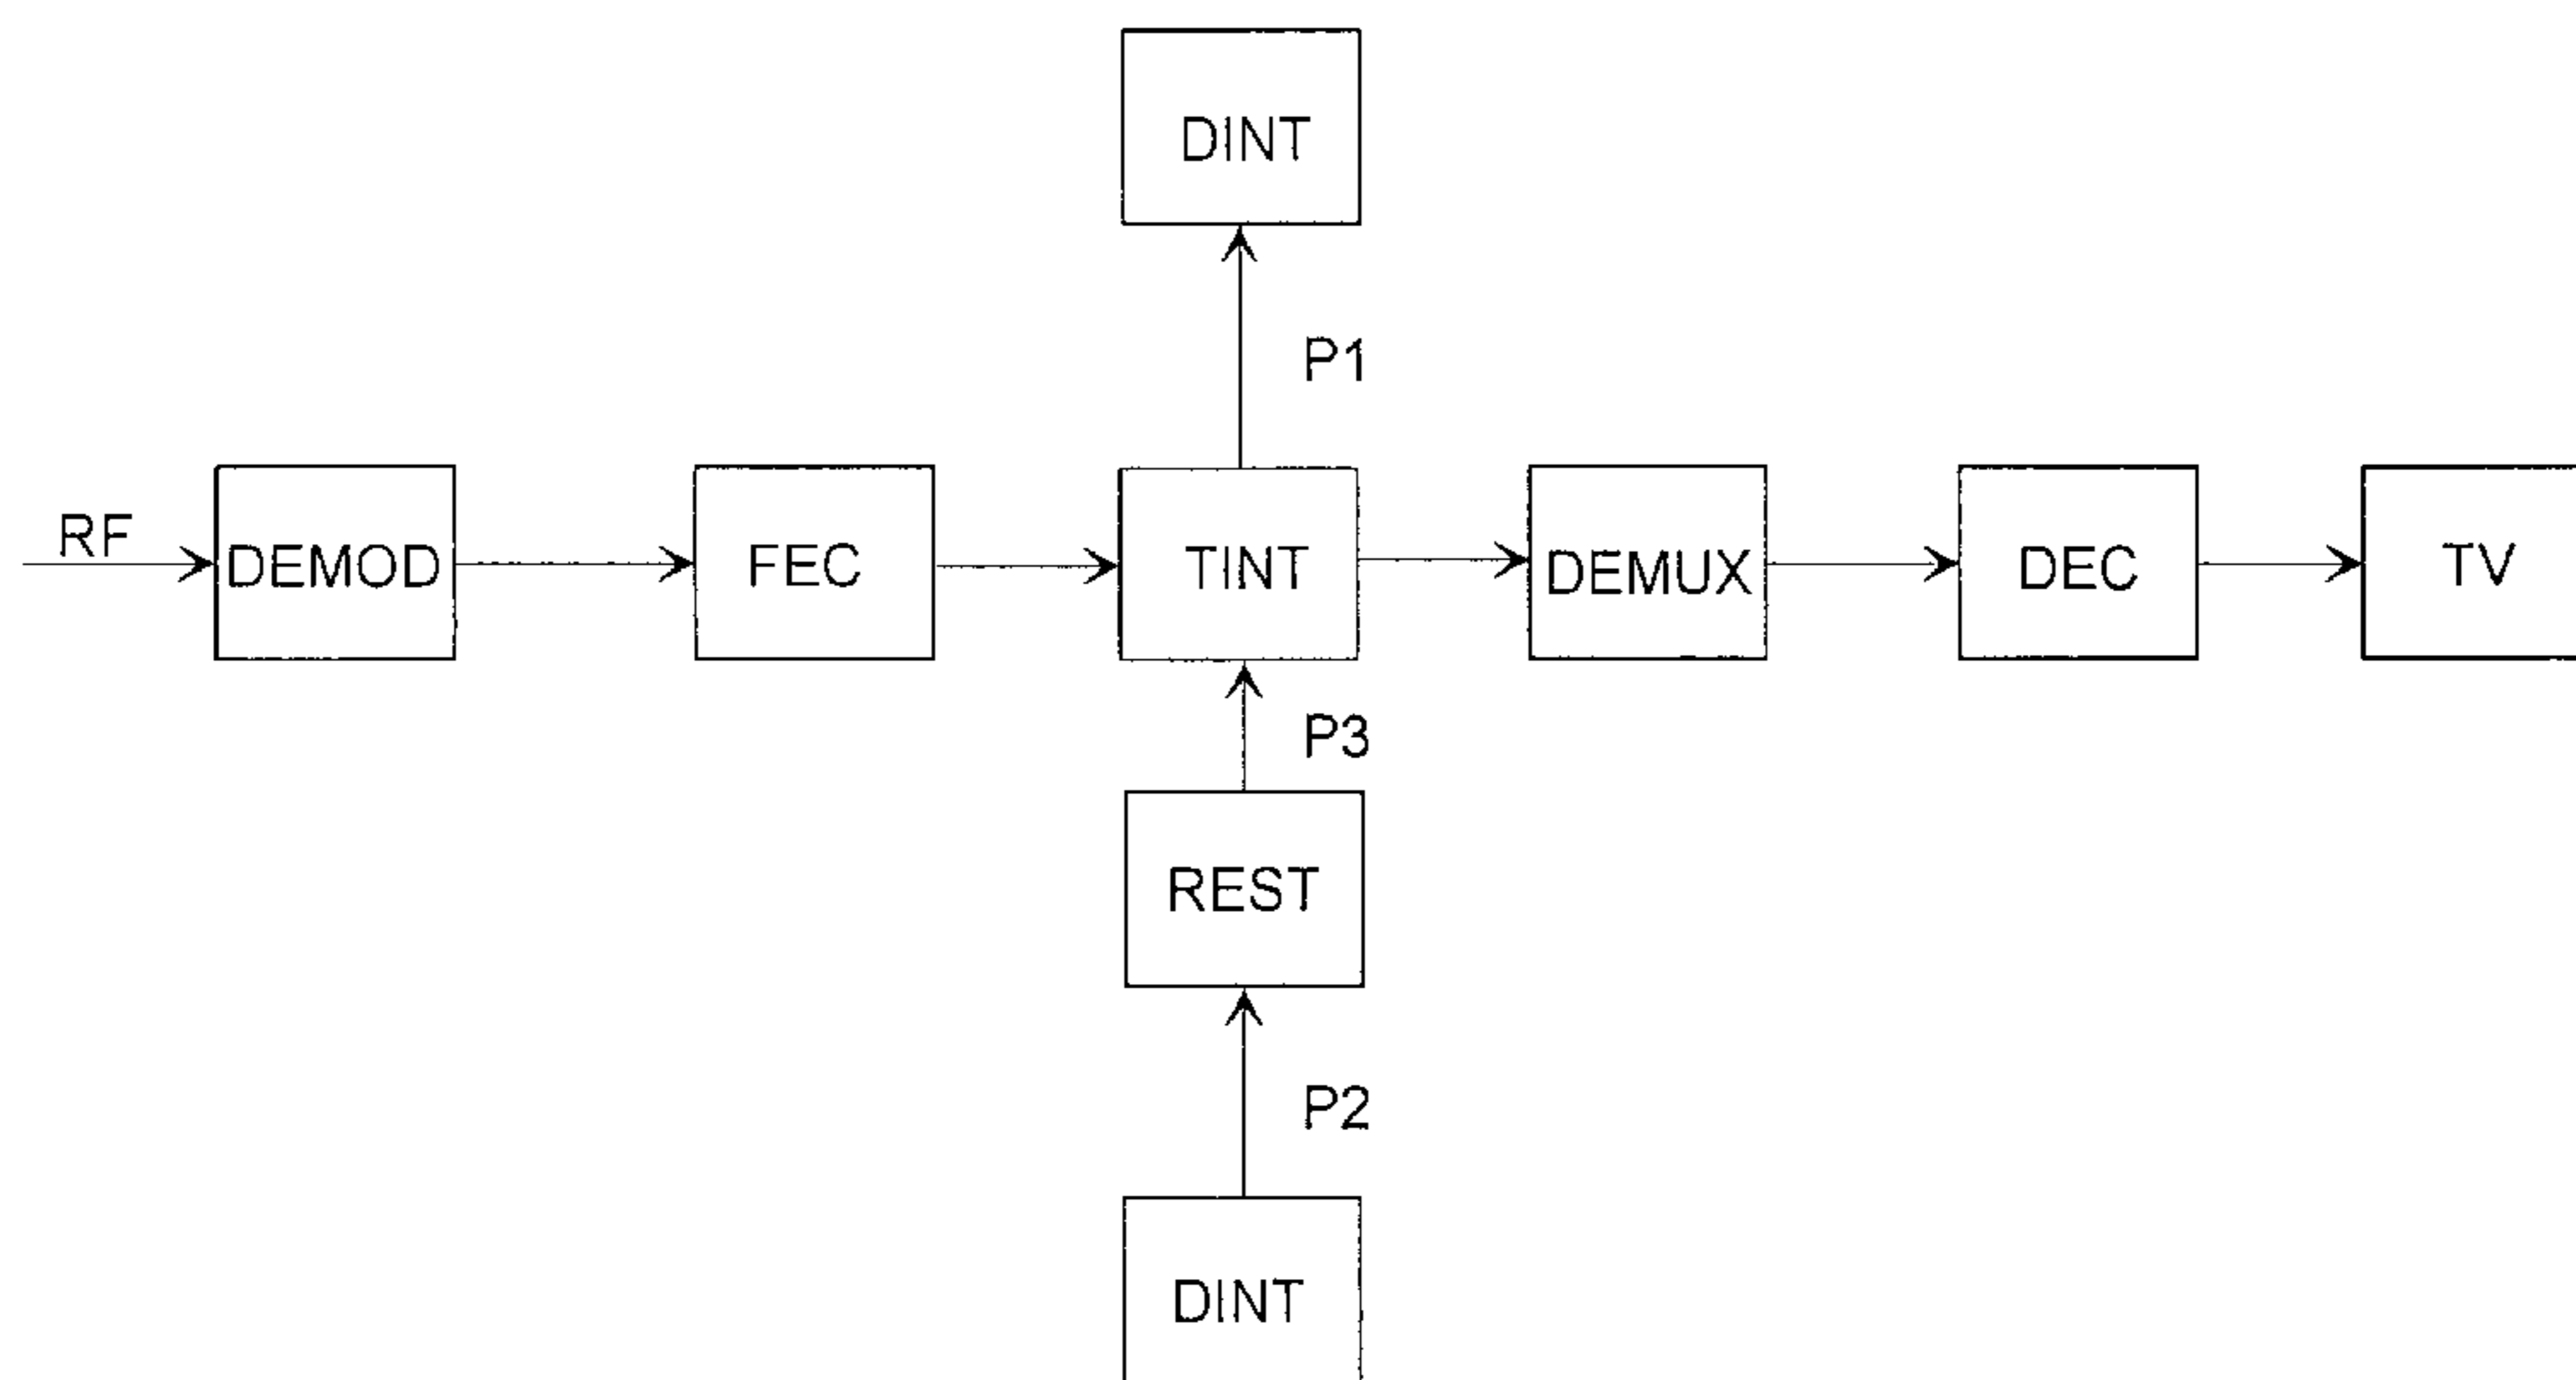 DINT
P1
RF
DEMOD
FEC
TINT
DEMUX
DEC
TV
P3
REST
P2
DINT